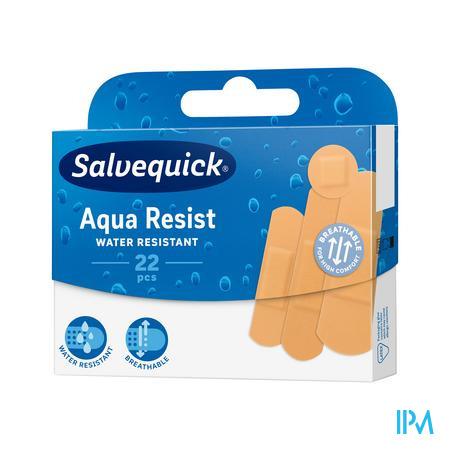 Salvequick®
Aqua Resist
WATER RESISTANT
22
pcs
BREATHABLE
FOR HIGH COMFORT
WATER RESISTANT
BREATHABLE
IPM